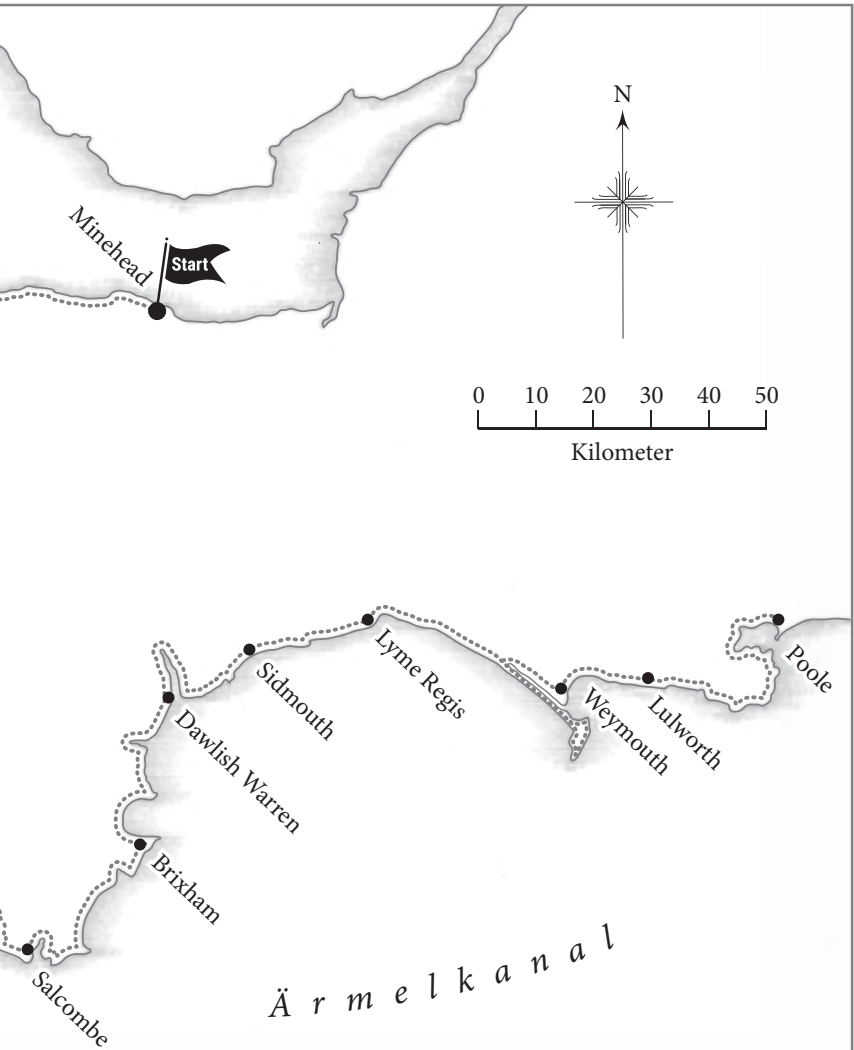 N
Minehead
Start
0 10 20 30 40 50
Kilometer
Lyme Regis
Sidmouth
Poole
Weymouth
Lulworth
Dawlish Warren
Brixham
Salcombe
Ärmelkanal